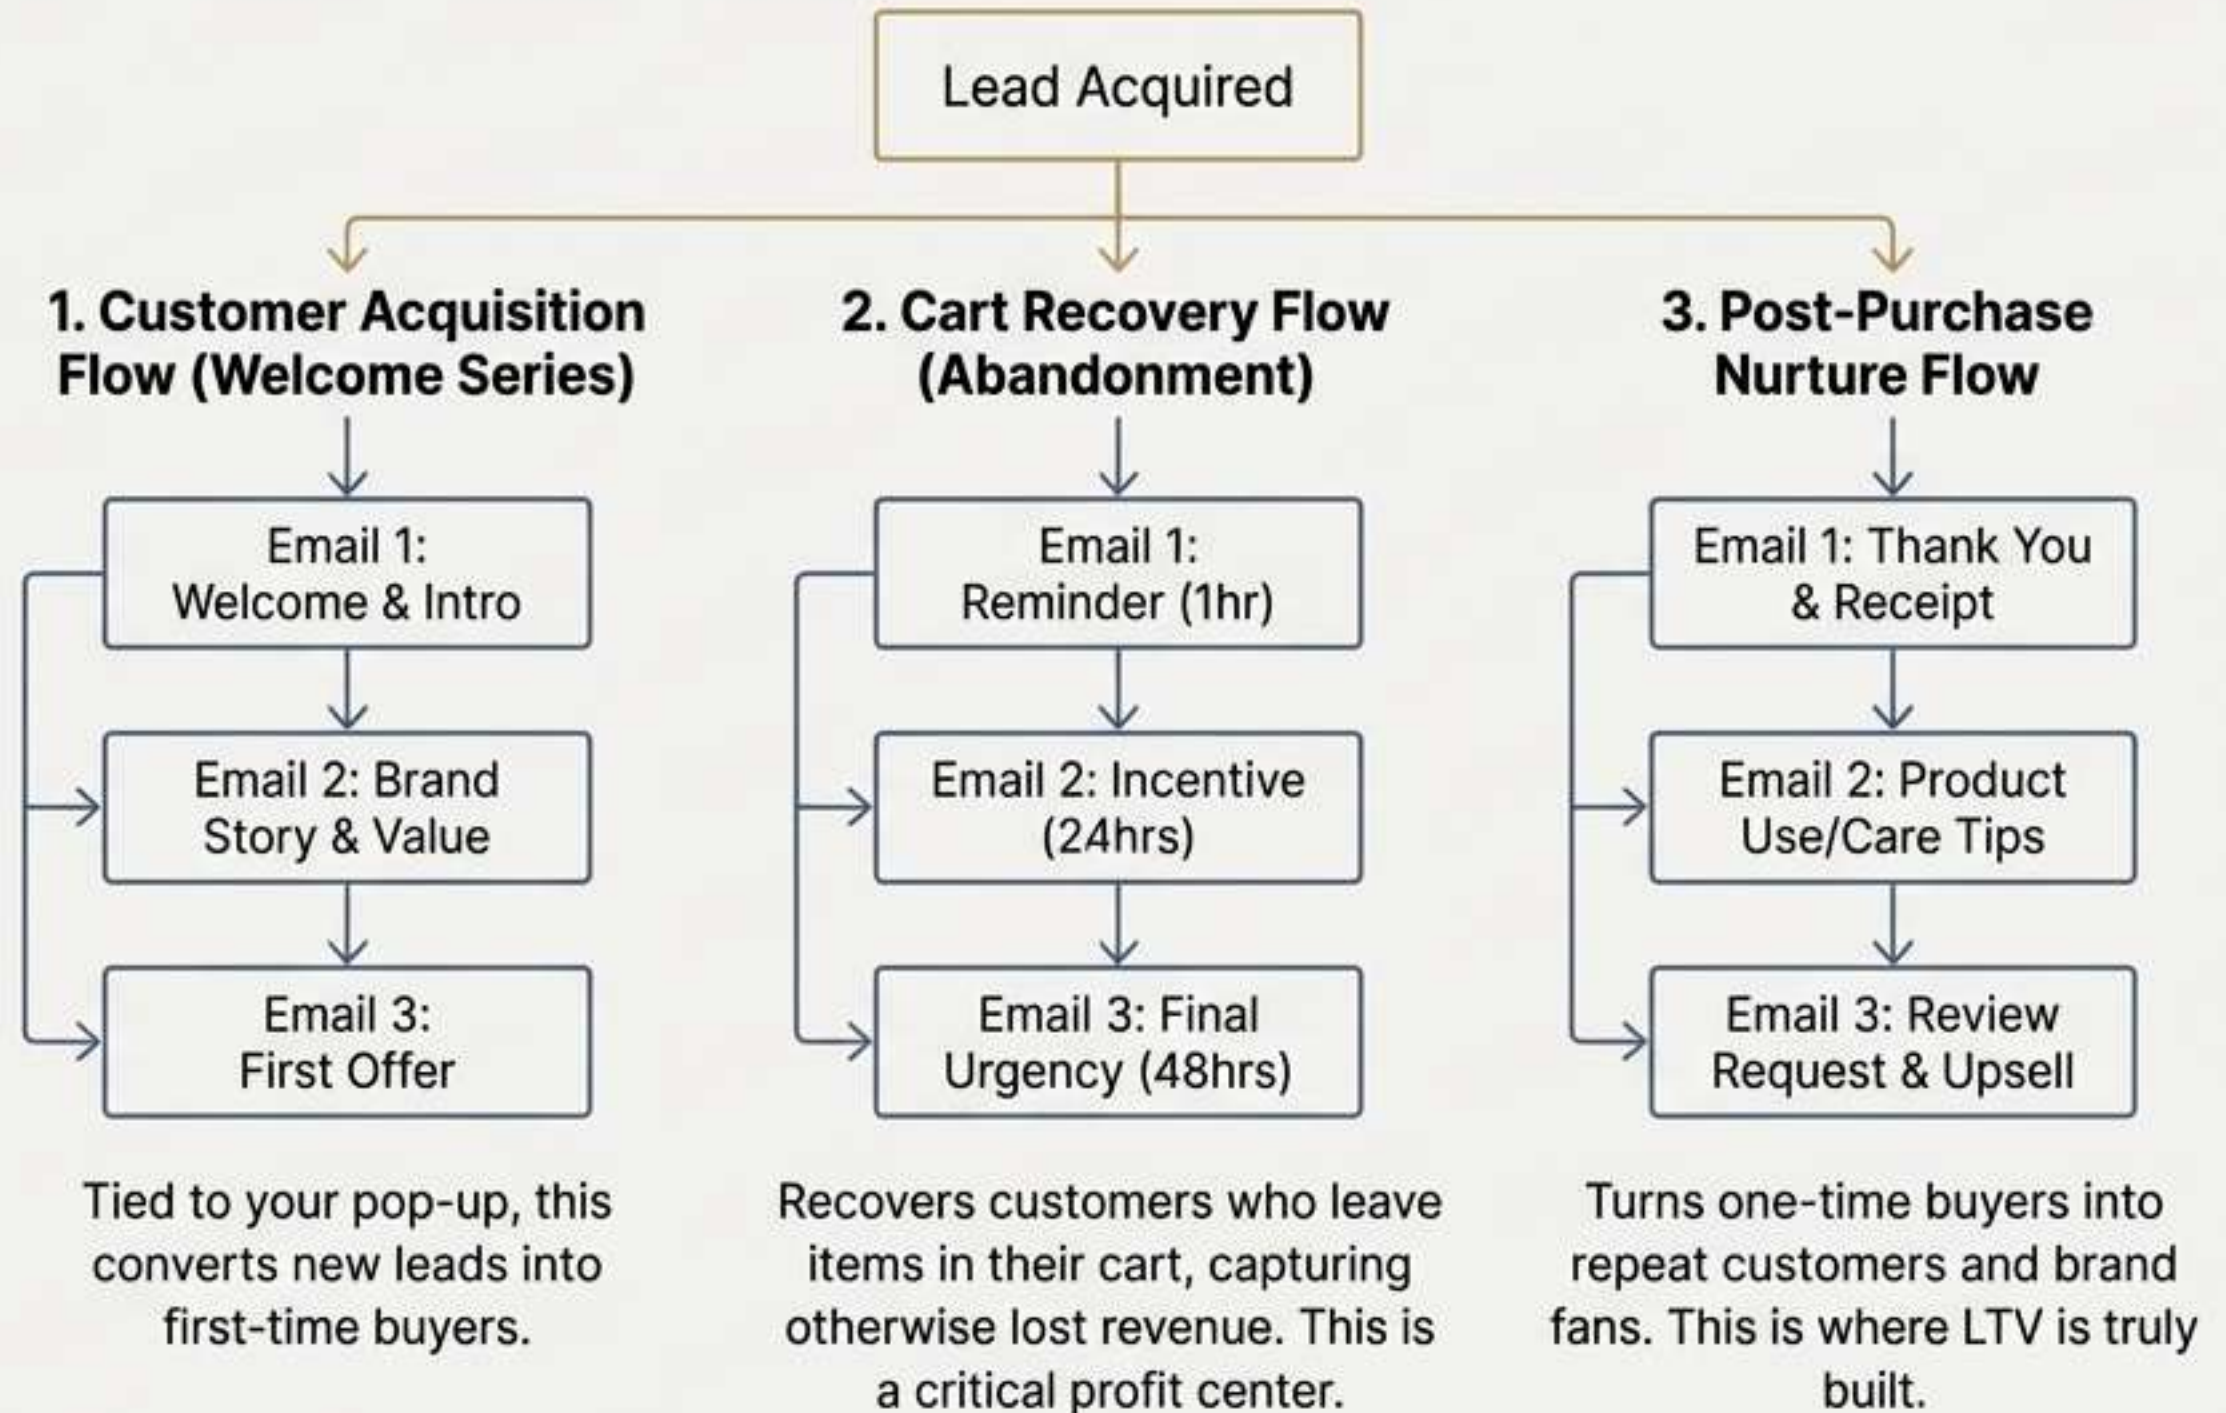 Lead Acquired
1. Customer Acquisition
Flow (Welcome Series)
Email 1:
Welcome & Intro
Email 2: Brand
Story & Value
Email 3:
First Offer
Tied to your pop-up, this
converts new leads into
first-time buyers.
2. Cart Recovery Flow
(Abandonment)
Email 1:
Reminder (1hr)
Email 2: Incentive
(24hrs)
Email 3: Final
Urgency (48hrs)
Recovers customers who leave
items in their cart, capturing
otherwise lost revenue. This is
a critical profit center.
3. Post-Purchase
Nurture Flow
Email 1: Thank You
& Receipt
Email 2: Product
Use/Care Tips
Email 3: Review
Request & Upsell
Turns one-time buyers into
repeat customers and brand
fans. This is where LTV is truly
built.